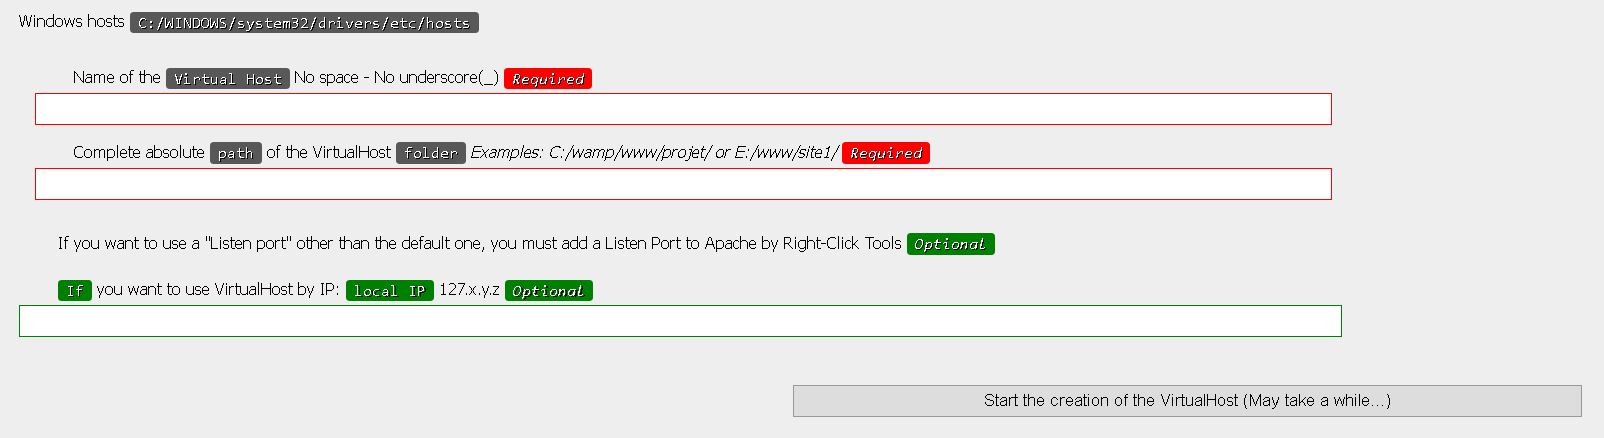 Windows hosts C:/WINDOWS/system32/drivers/etc/hosts
Name of the Virtual Host No space - No underscore(_) Required
Complete absolute path of the VirtualHost folder Examples: C:/wamp/www/projet/ or E:/www/site1/ Required
If you want to use a "Listen port" other than the default one, you must add a Listen Port to Apache by Right-Click Tools Optional
If you want to use VirtualHost by IP: local IP 127.x.y.z Optional
Start the creation of the VirtualHost (May take a while...)